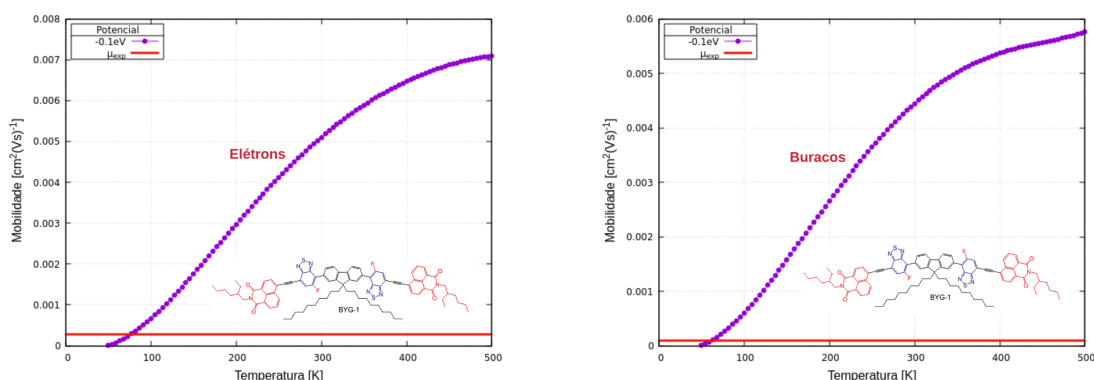 0.008
0.007
0.006
0.005
0.004
0.003
0.002
0.001
0
0
100
200
300
400
500
Mobilidade [cm²(Vs)⁻¹]
Temperatura [K]
Potencial
-0.1eV
μexp
Elétrons
S
N
N
F
O
N
O
F
N
N
S
O
N
O
BYG-1
0.006
0.005
0.004
0.003
0.002
0.001
0
0
100
200
300
400
500
Mobilidade [cm²(Vs)⁻¹]
Temperatura [K]
Potencial
-0.1eV
μexp
Buracos
S
N
N
F
O
N
O
F
N
N
S
O
N
O
BYG-1